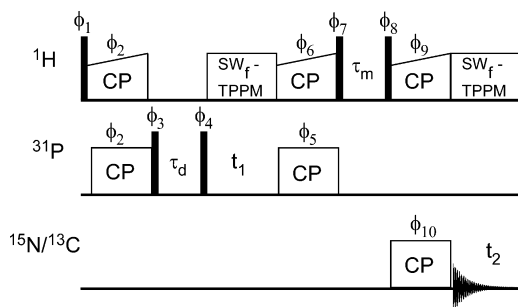 ϕ1 ϕ2 ϕ6 ϕ7 ϕ8 ϕ9
¹H CP SWf - TPPM CP τm CP SWf - TPPM
ϕ2 ϕ3 ϕ4 ϕ5
³¹P CP τd t1 CP
ϕ10
¹⁵N/¹³C CP t2